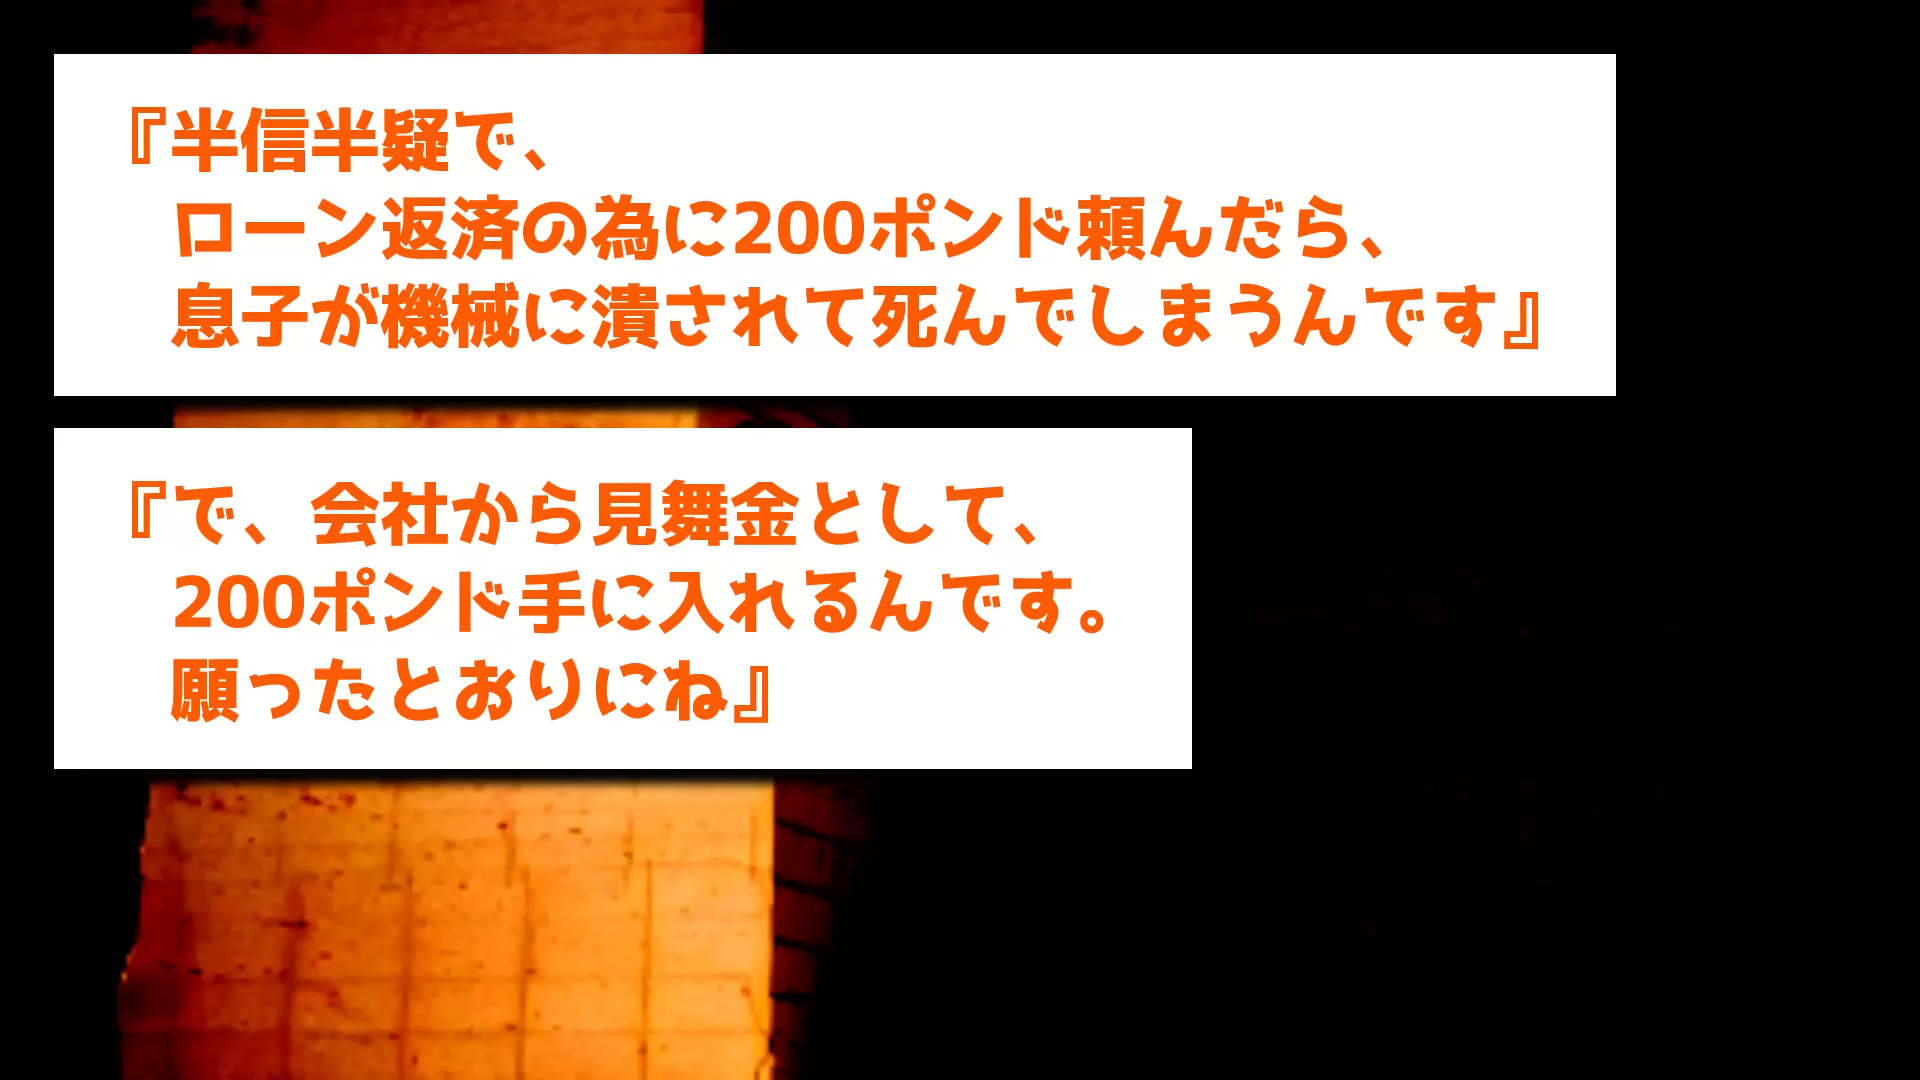 『半信半疑で、
ローン返済の為に200ポンド頼んだら、
息子が機械に潰されて死んでしまうんです』
『で、会社から見舞金として、
200ポンド手に入れるんです。
願ったとおりにね』